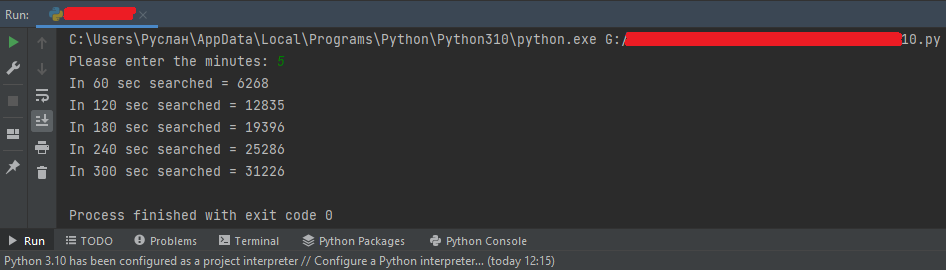 Run:
C:\Users\Руслан\AppData\Local\Programs\Python\Python310\python.exe G:/ 10.py
Please enter the minutes: 5
In 60 sec searched = 6268
In 120 sec searched = 12835
In 180 sec searched = 19396
In 240 sec searched = 25286
In 300 sec searched = 31226
Process finished with exit code 0
Run TODO Problems Terminal Python Packages Python Console
Python 3.10 has been configured as a project interpreter // Configure a Python interpreter... (today 12:15)